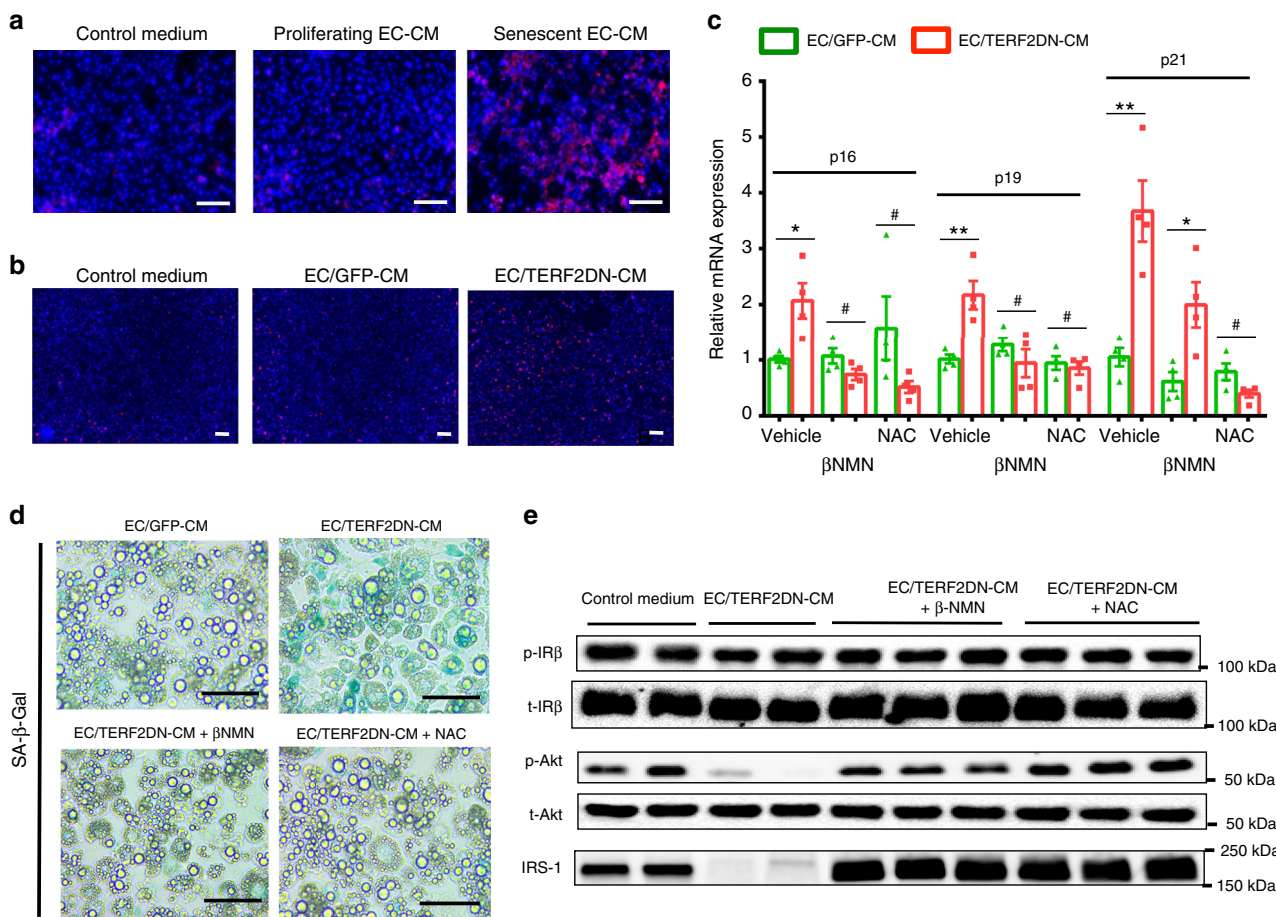 a
Control medium
Proliferating EC-CM
Senescent EC-CM
b
Control medium
EC/GFP-CM
EC/TERF2DN-CM
c
EC/GFP-CM
EC/TERF2DN-CM
Relative mRNA expression
6
5
4
3
2
1
0
p16
p19
p21
*
#
#
**
#
#
**
*
#
Vehicle
NAC
Vehicle
NAC
Vehicle
NAC
βNMN
βNMN
βNMN
d
SA-β-Gal
EC/GFP-CM
EC/TERF2DN-CM
EC/TERF2DN-CM + βNMN
EC/TERF2DN-CM + NAC
e
Control medium
EC/TERF2DN-CM
EC/TERF2DN-CM
+ β-NMN
EC/TERF2DN-CM
+ NAC
p-IRβ
100 kDa
t-IRβ
100 kDa
p-Akt
50 kDa
t-Akt
50 kDa
IRS-1
250 kDa
150 kDa